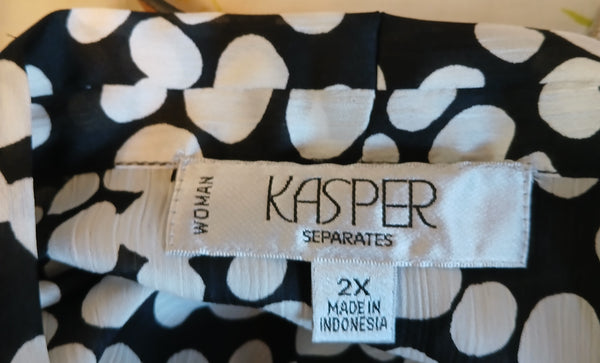 WOMAN
KASPER
SEPARATES
2X
MADE IN
INDONESIA